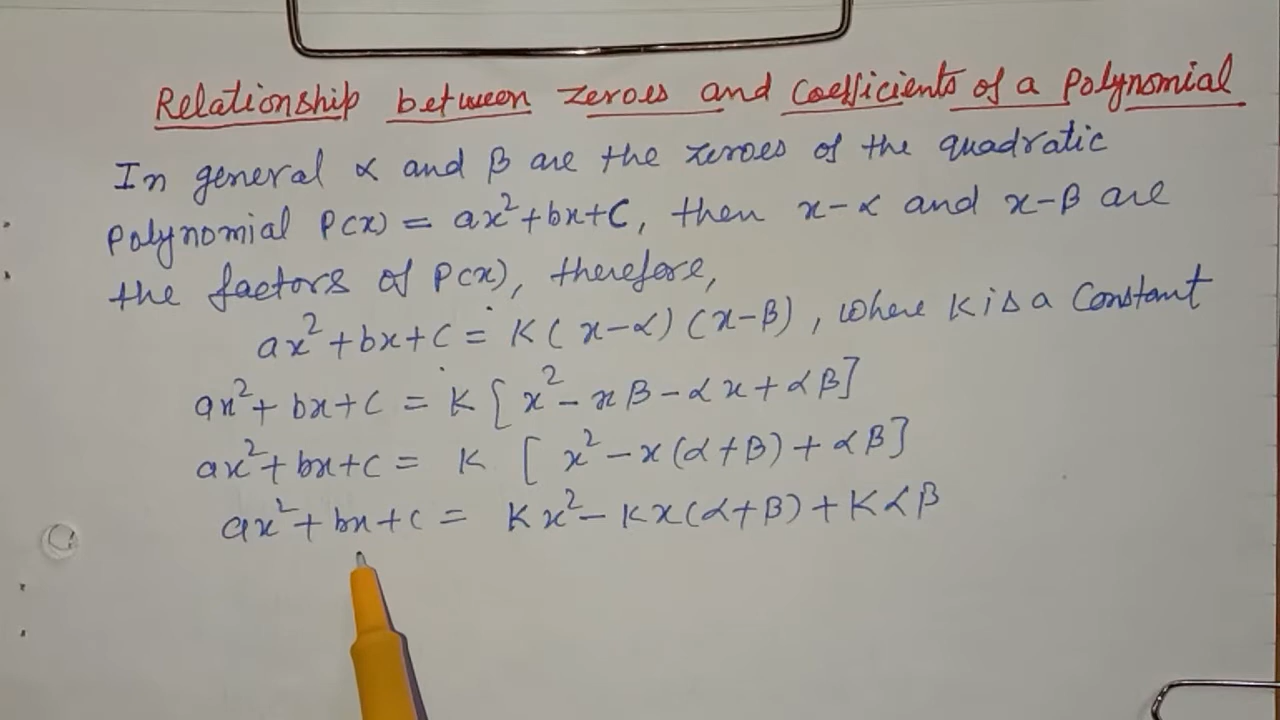 Relationship between zeroes and Coefficients of a Polynomial
In general α and β are the zeroes of the quadratic
Polynomial P(x) = ax²+bx+C, then x-α and x-β are
the factors of P(x), therefore,
ax²+bx+C = K(x-α)(x-β), where K is a Constant
ax²+bx+C = K[x²-xβ-αx+αβ]
ax²+bx+C = K [x²-x(α+β)+αβ]
ax²+bx+C = Kx²-Kx(α+β)+Kαβ